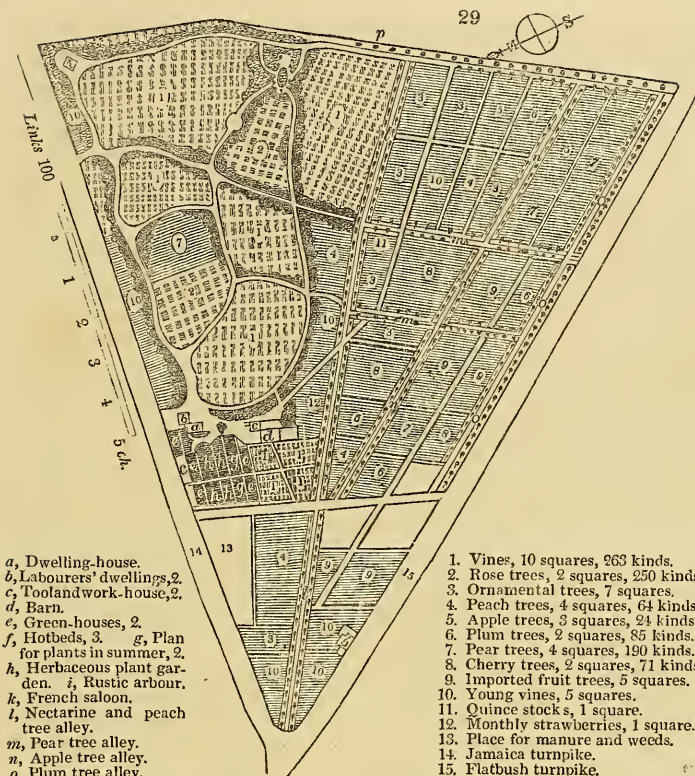 29
p
N S
Links 100
0
1
2
3
4
5 ch.
14
13
15
a, Dwelling-house.
b, Labourers' dwellings, 2.
c, Tool and work-house, 2.
d, Barn.
e, Green-houses, 2.
f, Hotbeds, 3. g, Plan
for plants in summer, 2.
h, Herbaceous plant gar-
den. i, Rustic arbour.
k, French saloon.
l, Nectarine and peach
tree alley.
m, Pear tree alley.
n, Apple tree alley.
o, Plum tree alley.
1. Vines, 10 squares, 263 kinds.
2. Rose trees, 2 squares, 250 kinds
3. Ornamental trees, 7 squares.
4. Peach trees, 4 squares, 64 kinds
5. Apple trees, 3 squares, 24 kinds
6. Plum trees, 2 squares, 85 kinds.
7. Pear trees, 4 squares, 190 kinds.
8. Cherry trees, 2 squares, 71 kinds
9. Imported fruit trees, 5 squares.
10. Young vines, 5 squares.
11. Quince stocks, 1 square.
12. Monthly strawberries, 1 square.
13. Place for manure and weeds.
14. Jamaica turnpike.
15. Flatbush turnpike.